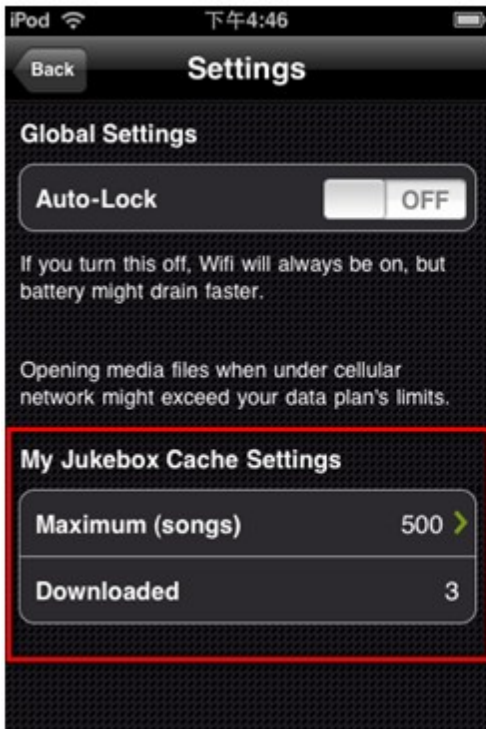 iPod 下午4:46
Back Settings
Global Settings
Auto-Lock OFF
If you turn this off, Wifi will always be on, but
battery might drain faster.
Opening media files when under cellular
network might exceed your data plan's limits.
My Jukebox Cache Settings
Maximum (songs) 500
Downloaded 3